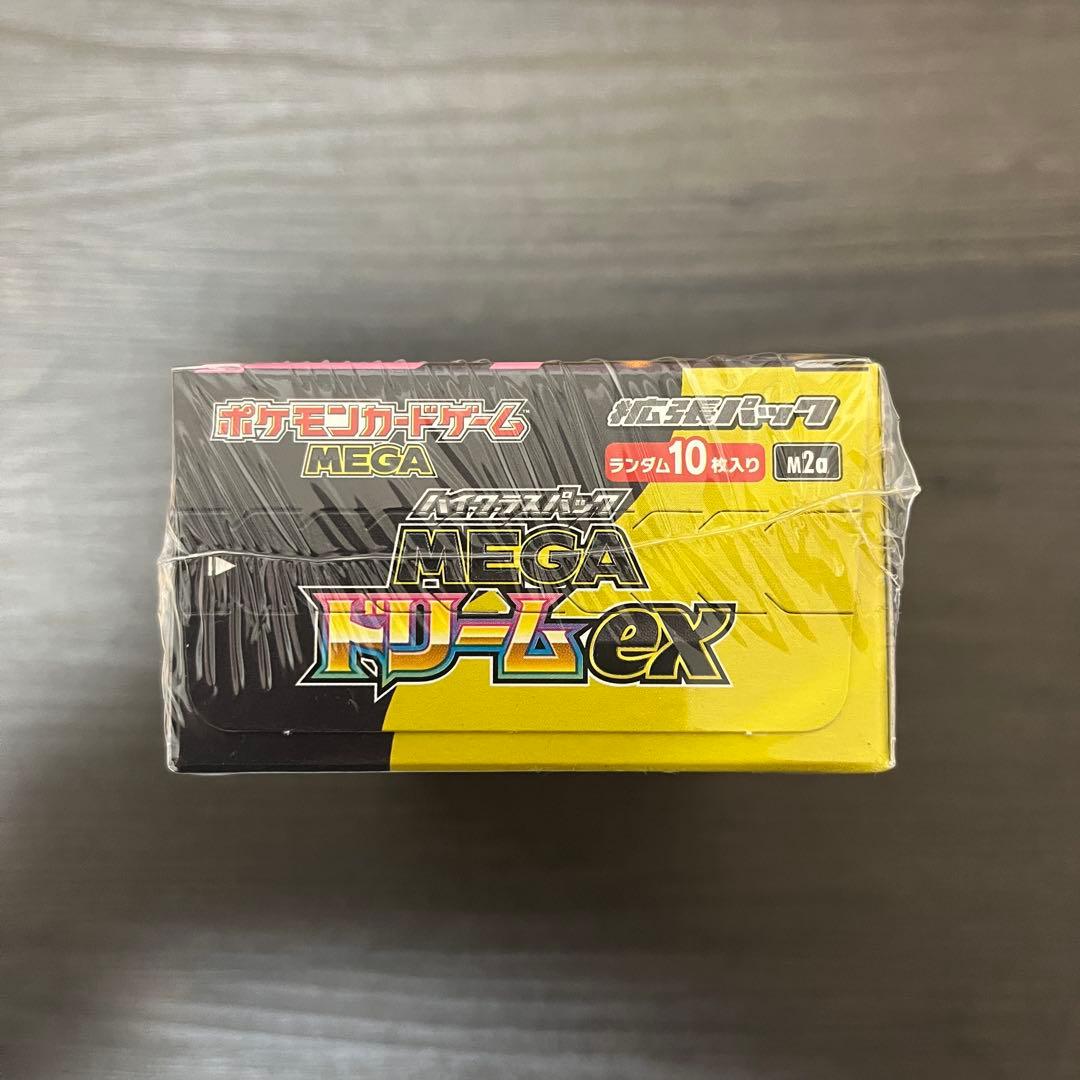 ポケモンカードゲーム™
MEGA
拡張パック
ランダム10枚入り
M2a
ハイクラスパック
MEGA
ドリームex